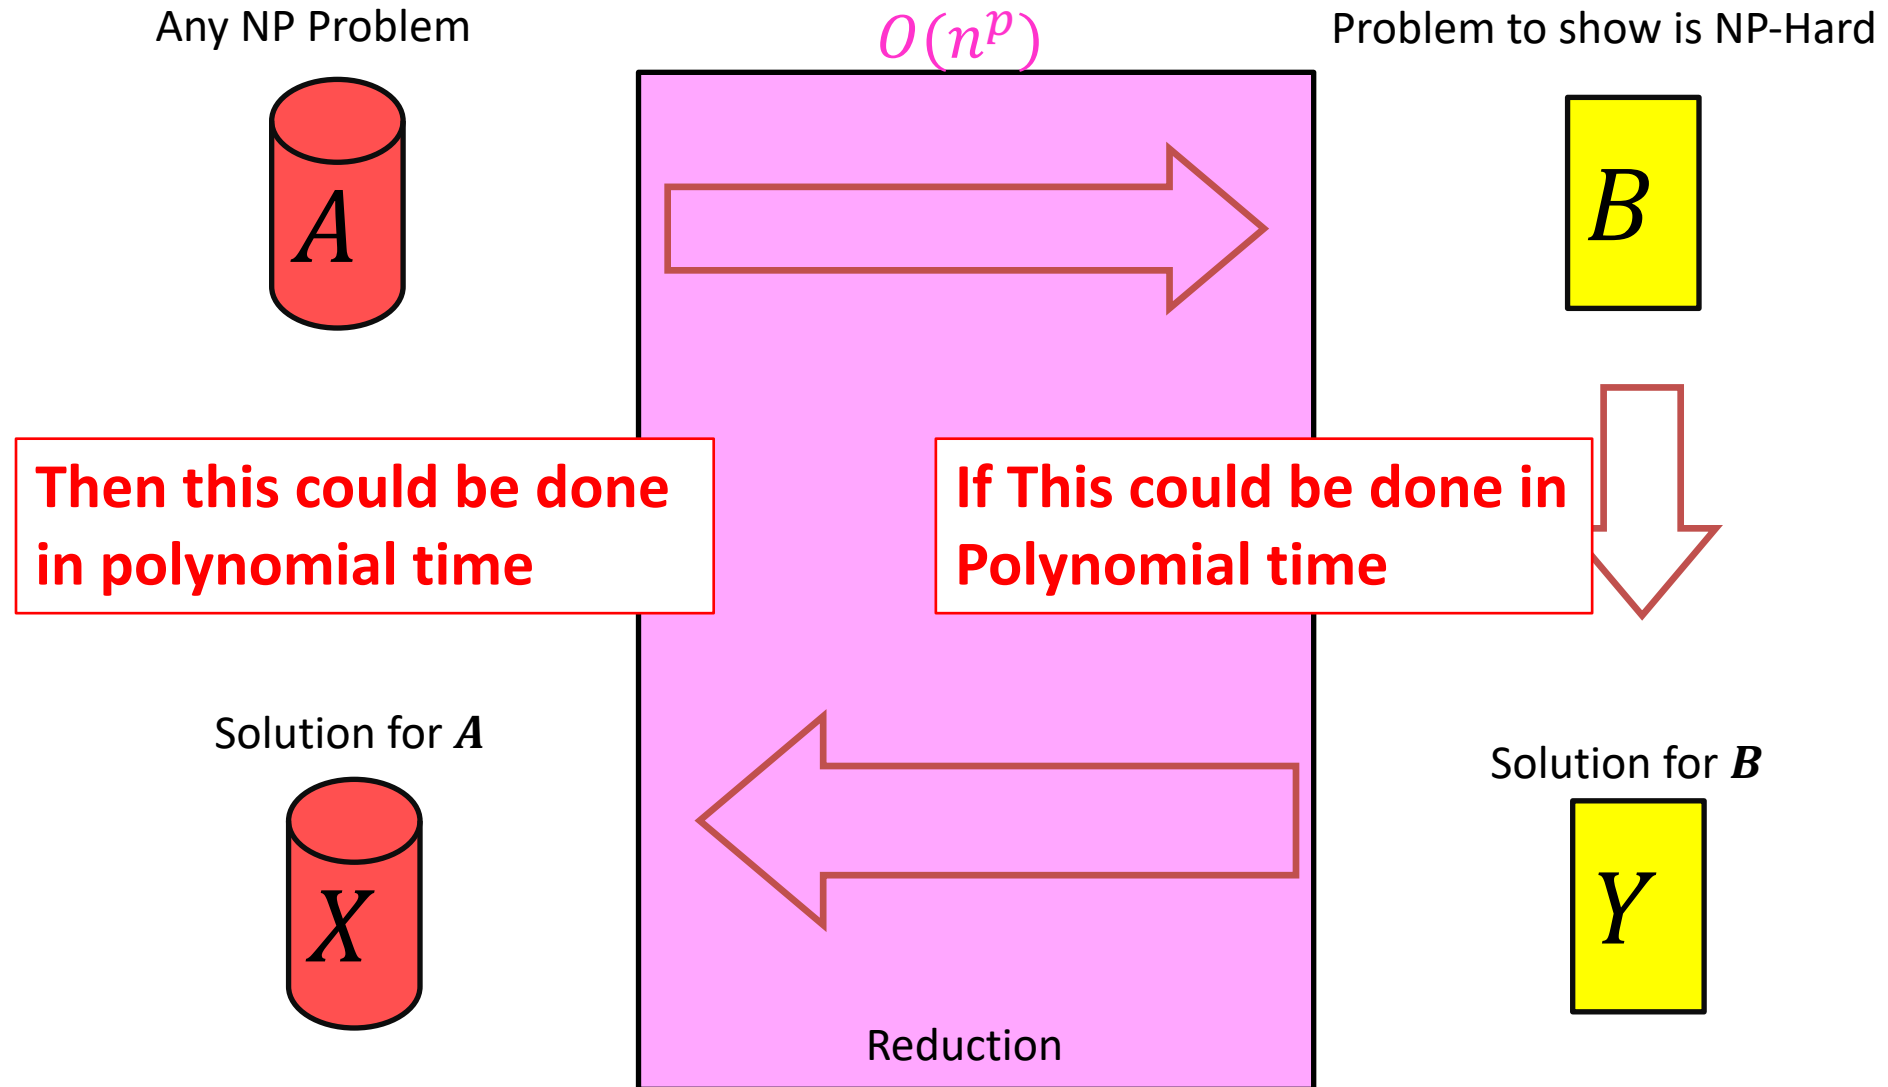 Any NP Problem
O(n^p)
Problem to show is NP-Hard
A
B
Then this could be done
in polynomial time
If This could be done in
Polynomial time
Solution for A
Solution for B
X
Y
Reduction